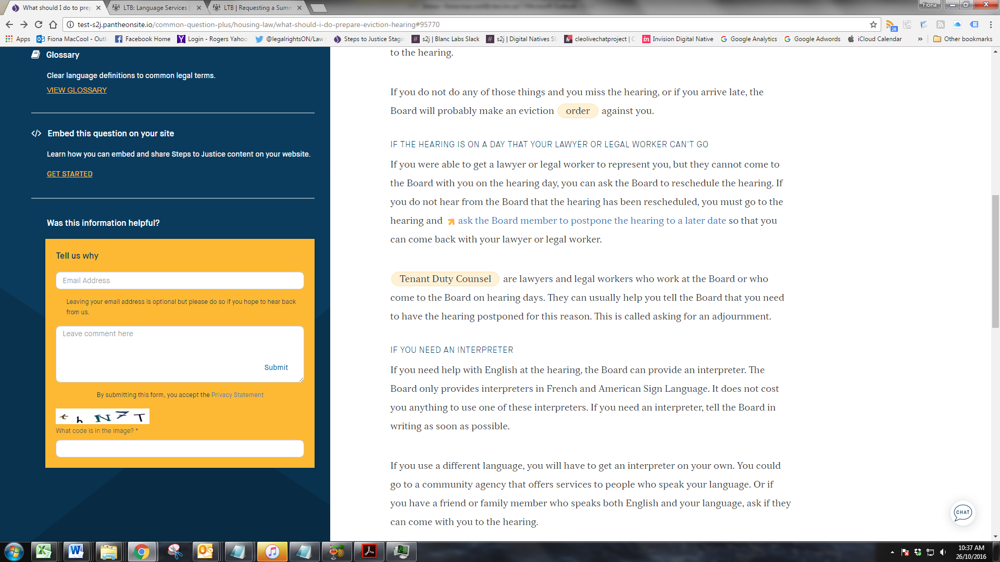 What should I do to prep
LTB: Language Services |
LTB | Requesting a Summ
Fiona
test-s2j.pantheonsite.io/common-question-plus/housing-law/what-should-i-do-prepare-eviction-hearing#95770
28
Apps
Fiona MacCool - Outl
Facebook Home
Login - Rogers Yahoo
@legalrightsON/Law
Steps to Justice Stagin
s2j | Blanc Labs Slack
s2j | Digital Natives Sl
cleolivechatproject | C
Invision Digital Native
Google Analytics
Google Adwords
iCloud Calendar
»
Other bookmarks
Glossary
Clear language definitions to common legal terms.
VIEW GLOSSARY
</> Embed this question on your site
Learn how you can embed and share Steps to Justice content on your website.
GET STARTED
Was this information helpful?
Tell us why
Email Address
Leaving your email address is optional but please do so if you hope to hear back
from us.
Leave comment here
Submit
By submitting this form, you accept the Privacy Statement
t h N 7 T
What code is in the image? *
to the hearing.
If you do not do any of those things and you miss the hearing, or if you arrive late, the
Board will probably make an eviction order against you.
IF THE HEARING IS ON A DAY THAT YOUR LAWYER OR LEGAL WORKER CAN'T GO
If you were able to get a lawyer or legal worker to represent you, but they cannot come to
the Board with you on the hearing day, you can ask the Board to reschedule the hearing. If
you do not hear from the Board that the hearing has been rescheduled, you must go to the
hearing and ask the Board member to postpone the hearing to a later date so that you
can come back with your lawyer or legal worker.
Tenant Duty Counsel are lawyers and legal workers who work at the Board or who
come to the Board on hearing days. They can usually help you tell the Board that you need
to have the hearing postponed for this reason. This is called asking for an adjournment.
IF YOU NEED AN INTERPRETER
If you need help with English at the hearing, the Board can provide an interpreter. The
Board only provides interpreters in French and American Sign Language. It does not cost
you anything to use one of these interpreters. If you need an interpreter, tell the Board in
writing as soon as possible.
If you use a different language, you will have to get an interpreter on your own. You could
go to a community agency that offers services to people who speak your language. Or if
you have a friend or family member who speaks both English and your language, ask if they
can come with you to the hearing.
CHAT
10:37 AM
26/10/2016